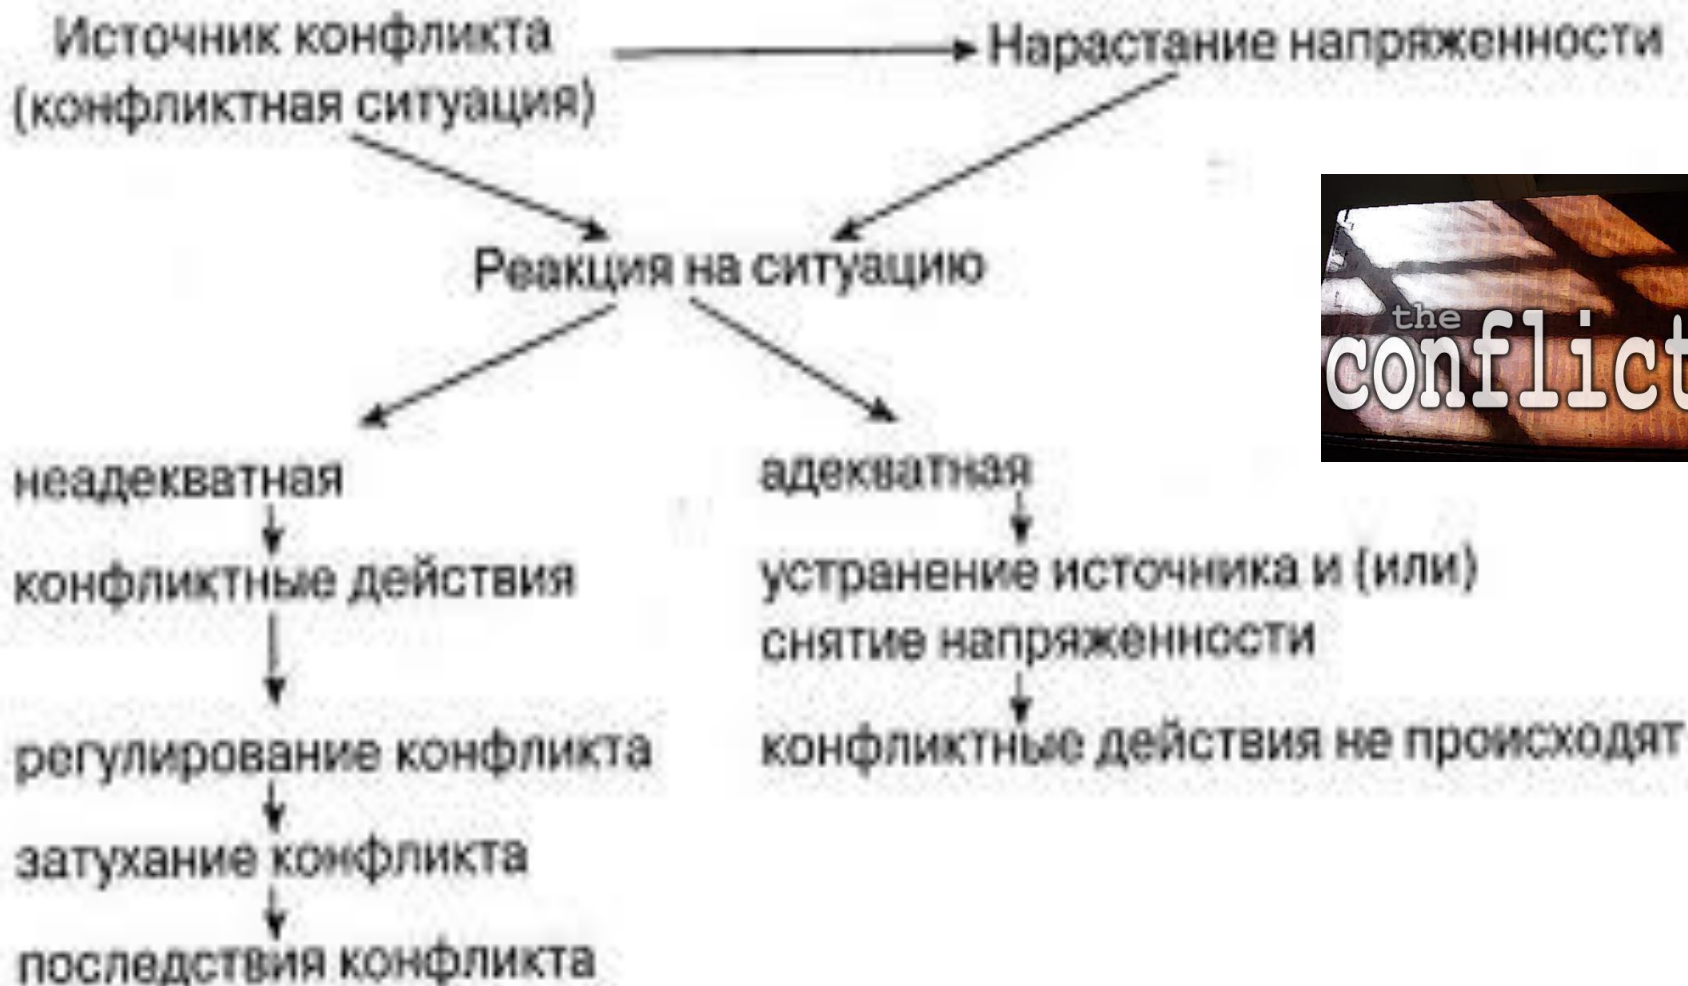 Источник конфликта
(конфликтная ситуация)
Нарастание напряженности
Реакция на ситуацию
the
conflict
неадекватная
конфликтные действия
регулирование конфликта
затухание конфликта
последствия конфликта
адекватная
устранение источника и (или)
снятие напряженности
конфликтные действия не происходят